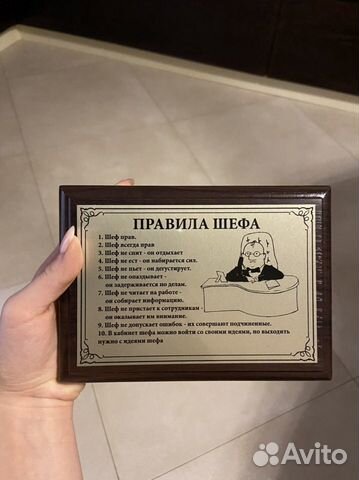 ПРАВИЛА ШЕФА
1. Шеф прав.
2. Шеф всегда прав
3. Шеф не спит - он отдыхает
4. Шеф не ест - он набирается сил.
5. Шеф не пьет - он дегустирует.
6. Шеф не опаздывает -
он задерживается по делам.
7. Шеф не читает на работе -
он собирает информацию.
8. Шеф не пристает к сотрудникам -
он оказывает им внимание.
9. Шеф не допускает ошибок - их совершают подчиненные.
10. В кабинет шефа можно войти со своими идеями, но выходить
нужно с идеями шефа
Avito